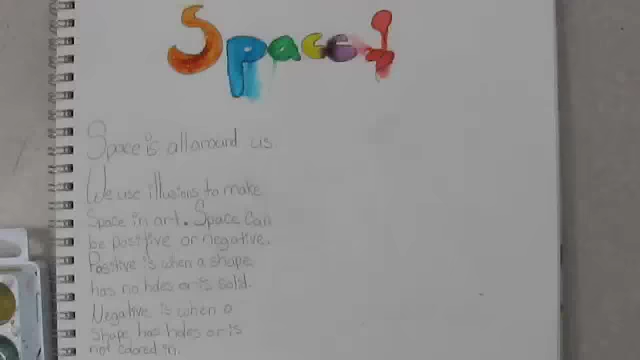 Space!
Space is all around us.
We use illusions to make
Space in art. Space can
be positive or negative.
Positive is when a shape
has no holes or is solid.
Negative is when a
shape has holes or is
not colored in.